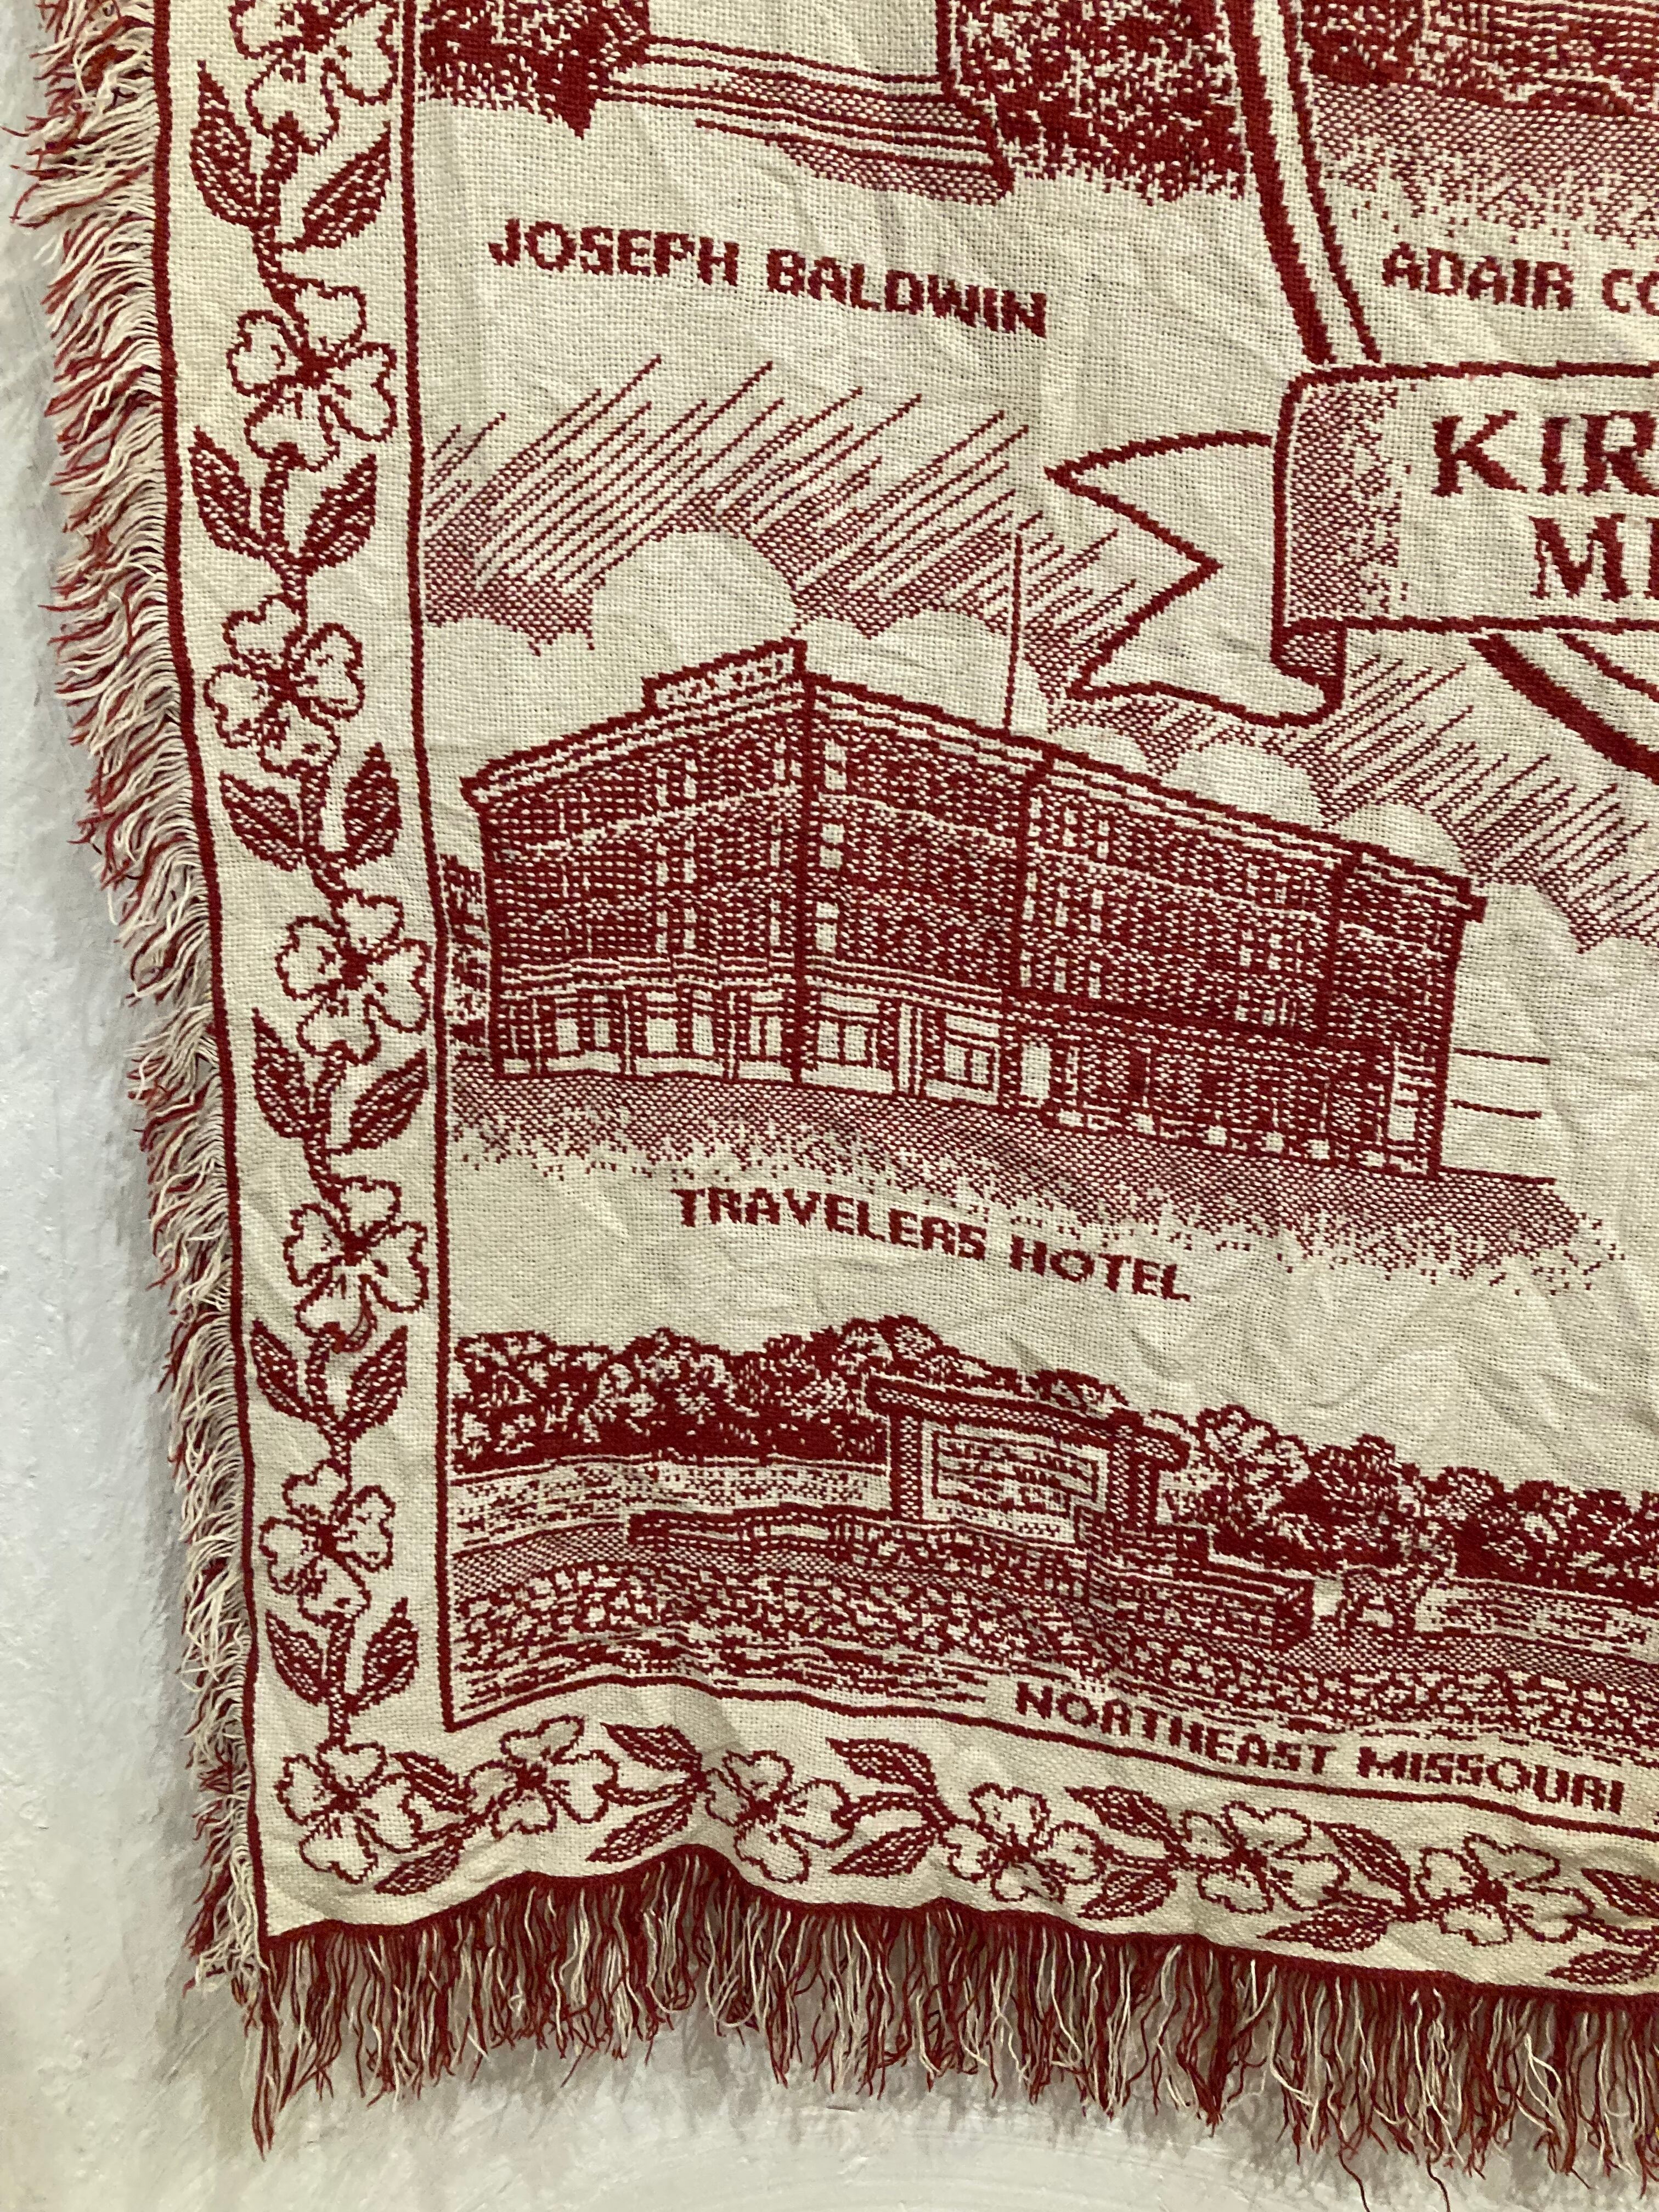 JOSEPH BALDWIN
ADAIR CO
KIR
MI
TRAVELERS HOTEL
NORTHEAST MISSOURI